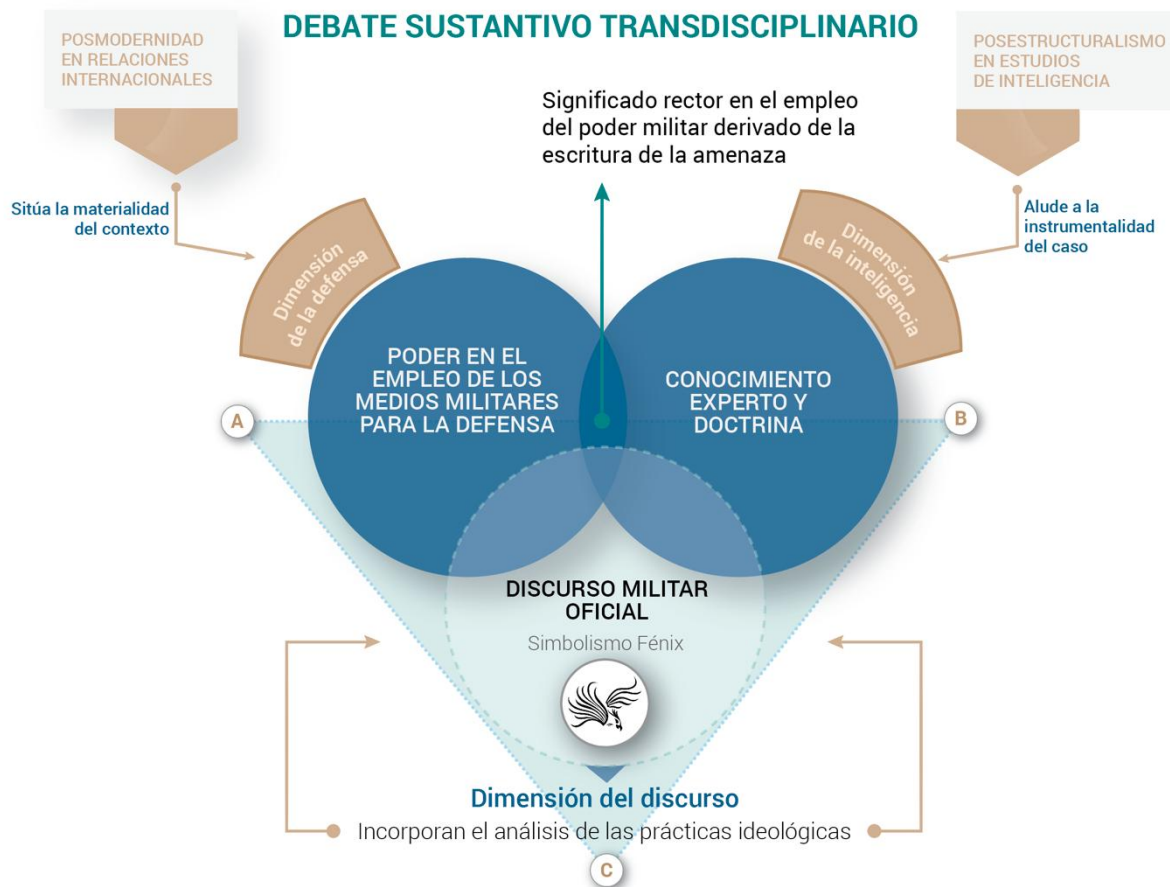 DEBATE SUSTANTIVO TRANSDISCIPLINARIO
POSMODERNIDAD
EN RELACIONES
INTERNACIONALES
POSESTRUCTURALISMO
EN ESTUDIOS
DE INTELIGENCIA
Significado rector en el empleo
del poder militar derivado de la
escritura de la amenaza
Sitúa la materialidad
del contexto
Alude a la
instrumentalidad
del caso
Dimensión
de la defensa
Dimensión
de la inteligencia
PODER EN EL
EMPLEO DE LOS
MEDIOS MILITARES
PARA LA DEFENSA
CONOCIMIENTO
EXPERTO Y
DOCTRINA
A
B
DISCURSO MILITAR
OFICIAL
Simbolismo Fénix
Dimensión del discurso
Incorporan el análisis de las prácticas ideológicas
C